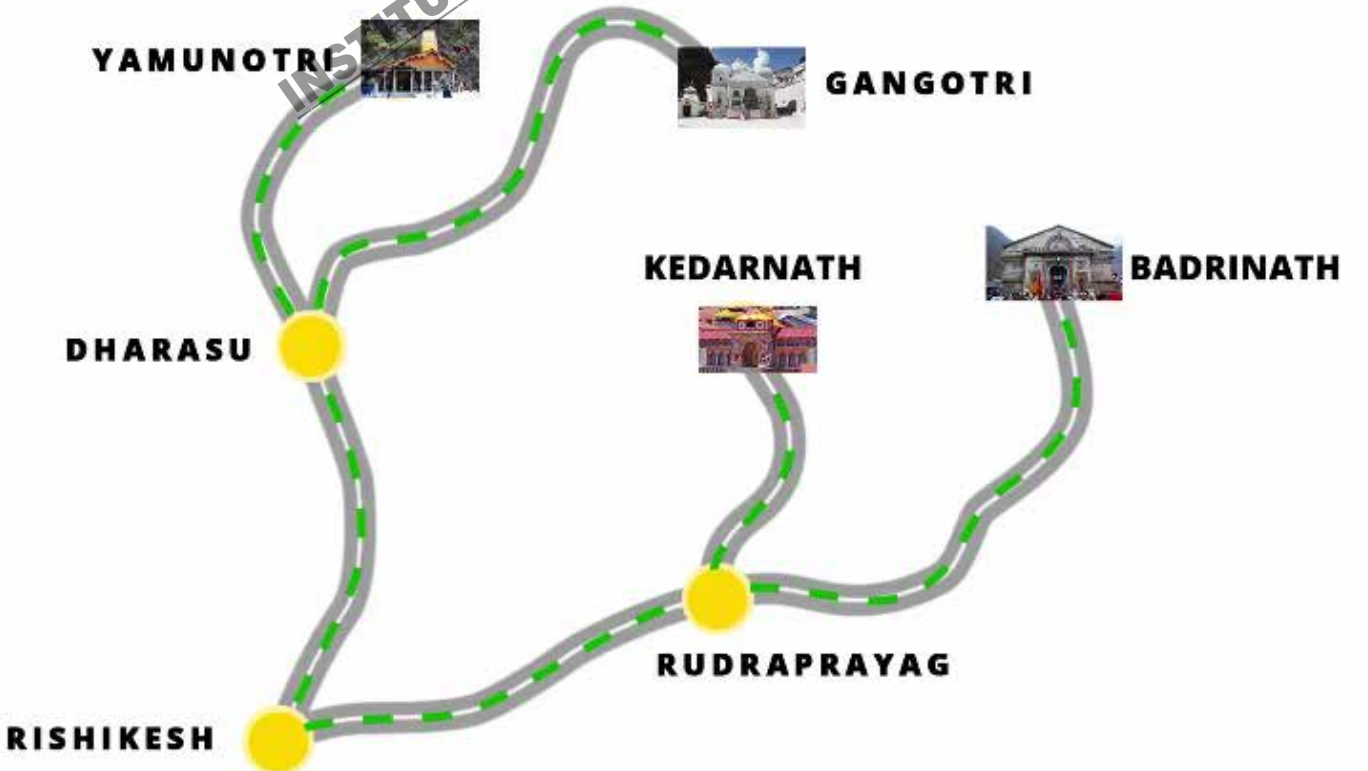 YAMUNOTRI
GANGOTRI
KEDARNATH
BADRINATH
DHARASU
RUDRAPRAYAG
RISHIKESH